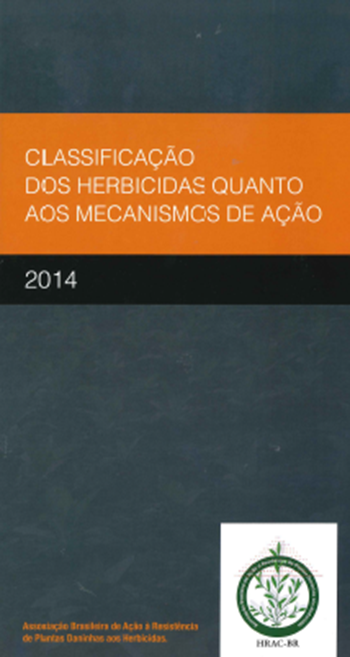 CLASSIFICAÇÃO
DOS HERBICIDAS QUANTO
AOS MECANISMOS DE AÇÃO
2014
Associação Brasileira de Ação à Resistência
de Plantas Daninhas aos Herbicidas.
HRAC-BR